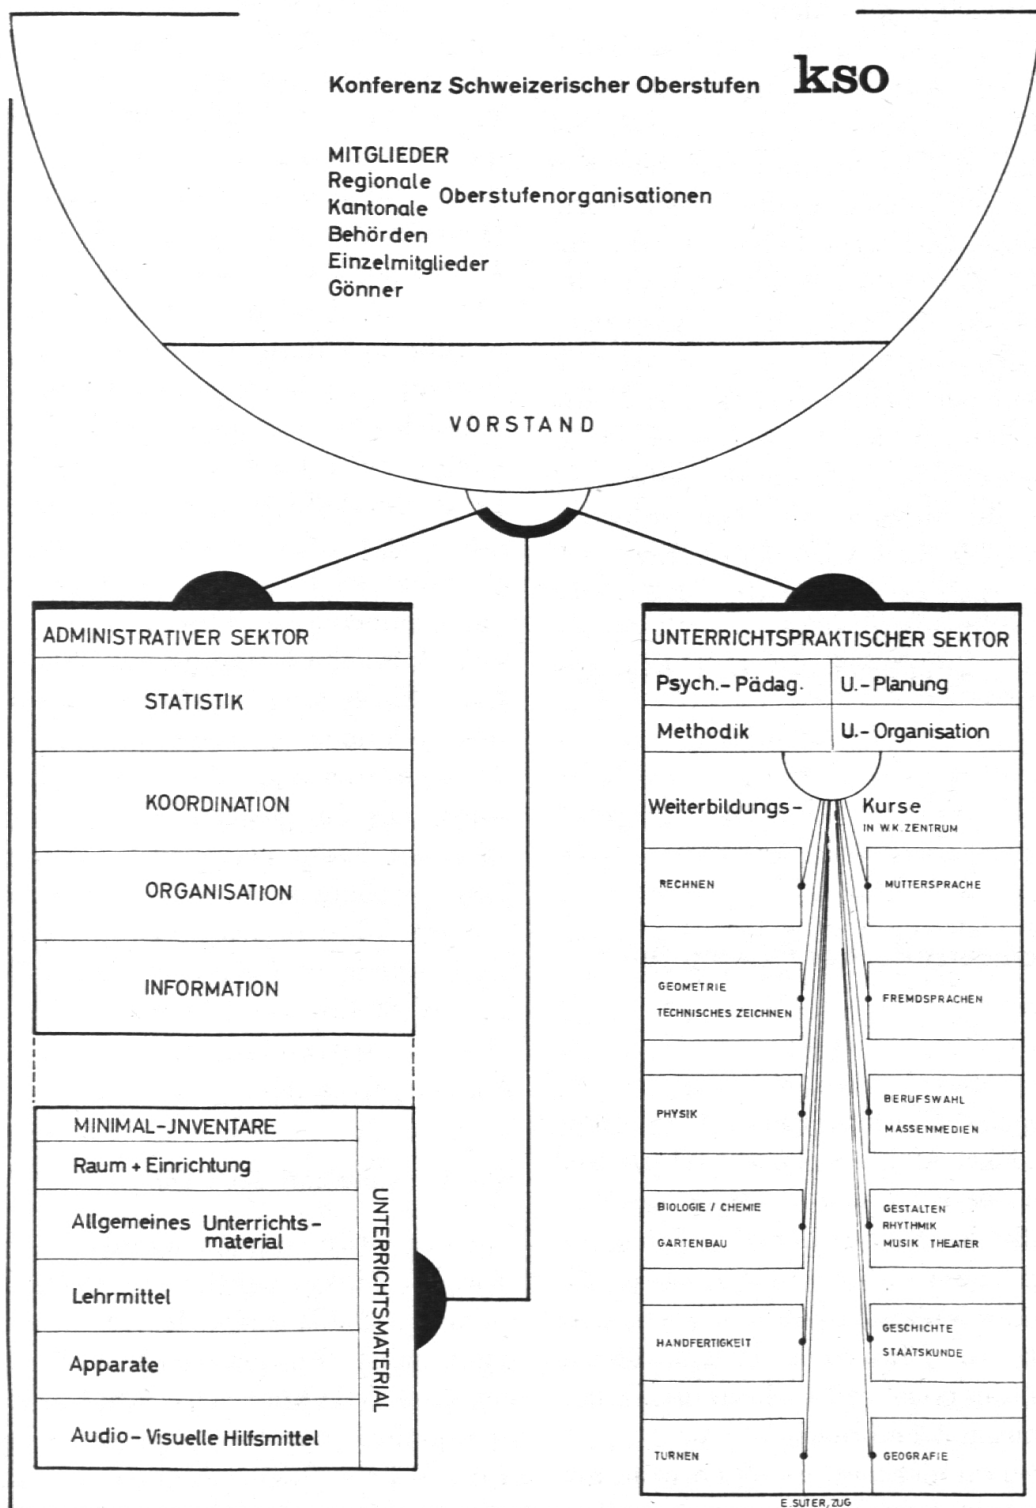 Konferenz Schweizerischer Oberstufen kso
MITGLIEDER
Regionale
Kantonale Oberstufenorganisationen
Behörden
Einzelmitglieder
Gönner
VORSTAND
ADMINISTRATIVER SEKTOR
STATISTIK
KOORDINATION
ORGANISATION
INFORMATION
MINIMAL-JNVENTARE
Raum + Einrichtung
Allgemeines Unterrichts-
material
Lehrmittel
Apparate
Audio-Visuelle Hilfsmittel
UNTERRICHTSMATERIAL
UNTERRICHTSPRAKTISCHER SEKTOR
Psych.-Pädag. U.-Planung
Methodik U.-Organisation
Weiterbildungs- Kurse
IN W.K. ZENTRUM
RECHNEN
MUTTERSPRACHE
GEOMETRIE
TECHNISCHES ZEICHNEN
FREMDSPRACHEN
PHYSIK
BERUFSWAHL
MASSENMEDIEN
BIOLOGIE / CHEMIE
GARTENBAU
GESTALTEN
RHYTHMIK
MUSIK THEATER
HANDFERTIGKEIT
GESCHICHTE
STAATSKUNDE
TURNEN
GEOGRAFIE
E. SUTER, ZUG